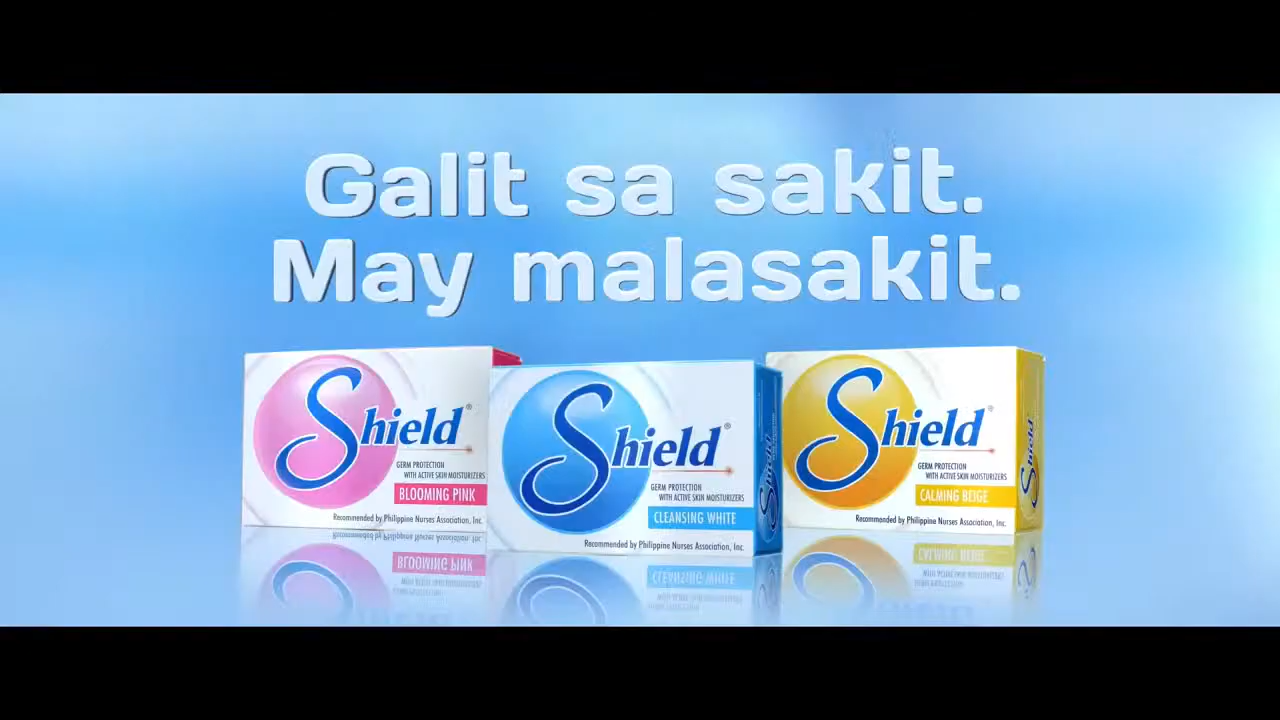 Galit sa sakit.
May malasakit.
Shield®
GERM PROTECTION
WITH ACTIVE SKIN MOISTURIZERS
BLOOMING PINK
Recommended by Philippine Nurses Association, Inc.
Shield®
GERM PROTECTION
WITH ACTIVE SKIN MOISTURIZERS
CLEANSING WHITE
Recommended by Philippine Nurses Association, Inc.
Shield
Shield®
GERM PROTECTION
WITH ACTIVE SKIN MOISTURIZERS
CALMING BEIGE
Recommended by Philippine Nurses Association, Inc.
Shield